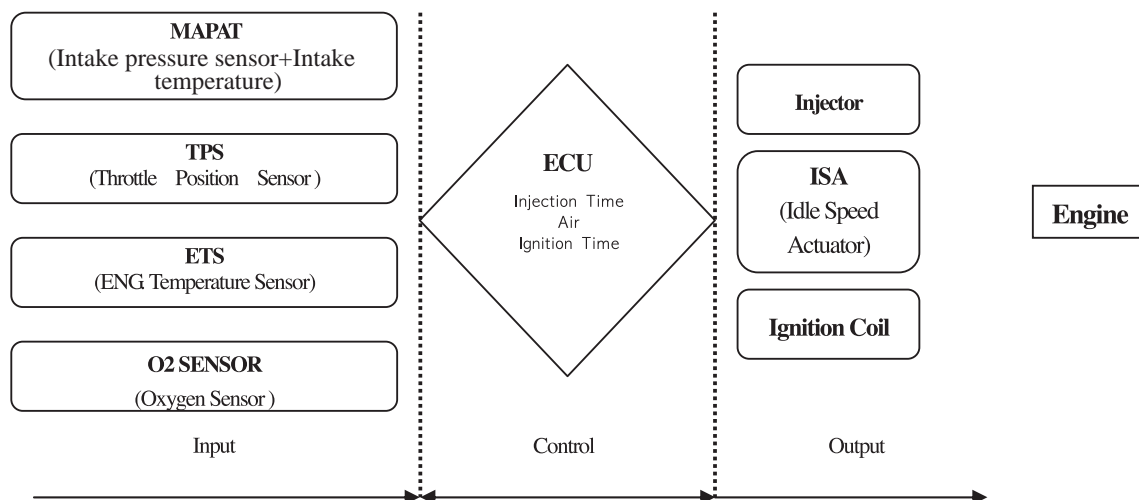 MAPAT
(Intake pressure sensor+Intake
temperature)
TPS
(Throttle Position Sensor)
ETS
(ENG Temperature Sensor)
O2 SENSOR
(Oxygen Sensor)
Input
ECU
Injection Time
Air
Ignition Time
Control
Injector
ISA
(Idle Speed
Actuator)
Ignition Coil
Output
Engine